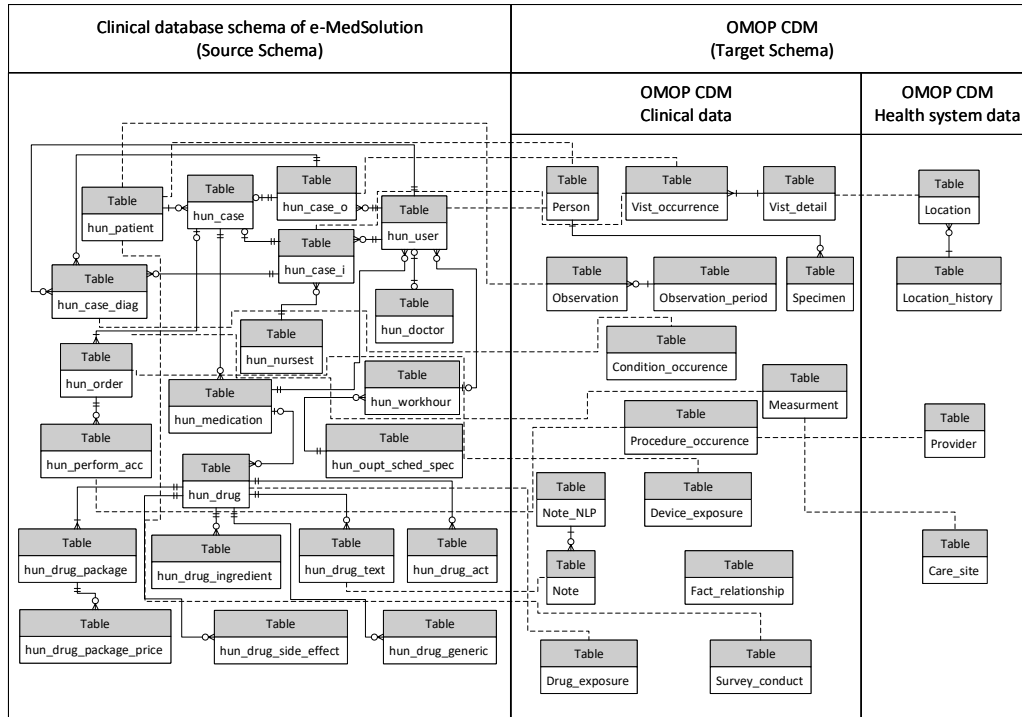 Clinical database schema of e-MedSolution
(Source Schema)
OMOP CDM
(Target Schema)
OMOP CDM
Clinical data
OMOP CDM
Health system data
Table
hun_patient
Table
hun_case
Table
hun_case_o
Table
hun_user
Table
hun_case_i
Table
hun_case_diag
Table
hun_doctor
Table
hun_nursest
Table
hun_order
Table
hun_medication
Table
hun_workhour
Table
hun_perform_acc
Table
hun_oupt_sched_spec
Table
hun_drug
Table
hun_drug_package
Table
hun_drug_ingredient
Table
hun_drug_text
Table
hun_drug_act
Table
hun_drug_package_price
Table
hun_drug_side_effect
Table
hun_drug_generic
Table
Person
Table
Vist_occurrence
Table
Vist_detail
Table
Observation
Table
Observation_period
Table
Specimen
Table
Condition_occurence
Table
Measurment
Table
Procedure_occurence
Table
Note_NLP
Table
Device_exposure
Table
Note
Table
Fact_relationship
Table
Drug_exposure
Table
Survey_conduct
Table
Location
Table
Location_history
Table
Provider
Table
Care_site